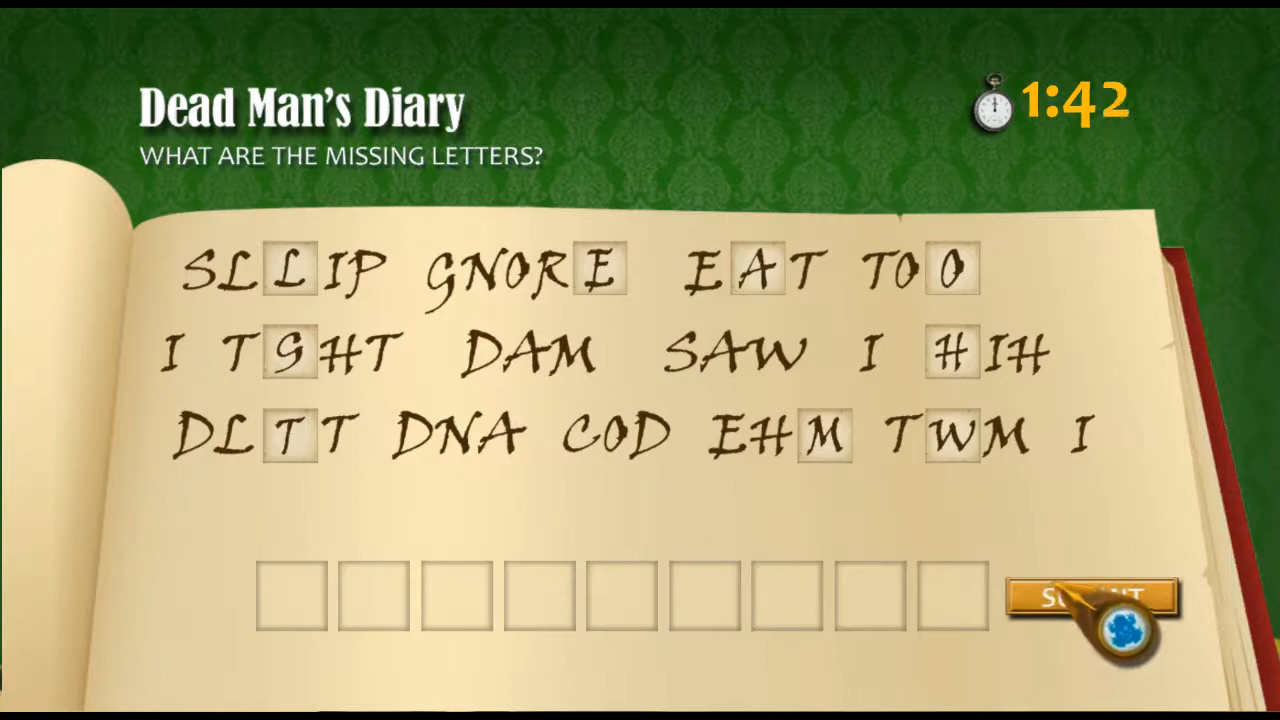 Dead Man's Diary
1:42
WHAT ARE THE MISSING LETTERS?
SLLIP GNORE EAT TOO
I TGHT DAM SAW I HIH
DLTT DNA COD EHM TWM I